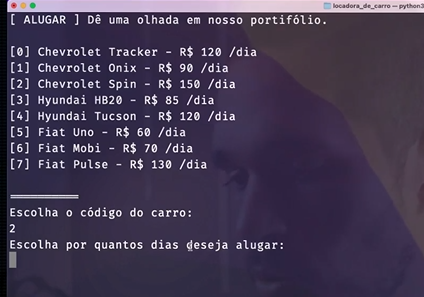 locadora_de_carro — python3
[ ALUGAR ] Dê uma olhada em nosso portifólio.
[0] Chevrolet Tracker - R$ 120 /dia
[1] Chevrolet Onix - R$ 90 /dia
[2] Chevrolet Spin - R$ 150 /dia
[3] Hyundai HB20 - R$ 85 /dia
[4] Hyundai Tucson - R$ 120 /dia
[5] Fiat Uno - R$ 60 /dia
[6] Fiat Mobi - R$ 70 /dia
[7] Fiat Pulse - R$ 130 /dia
══════════
Escolha o código do carro:
2
Escolha por quantos dias deseja alugar: